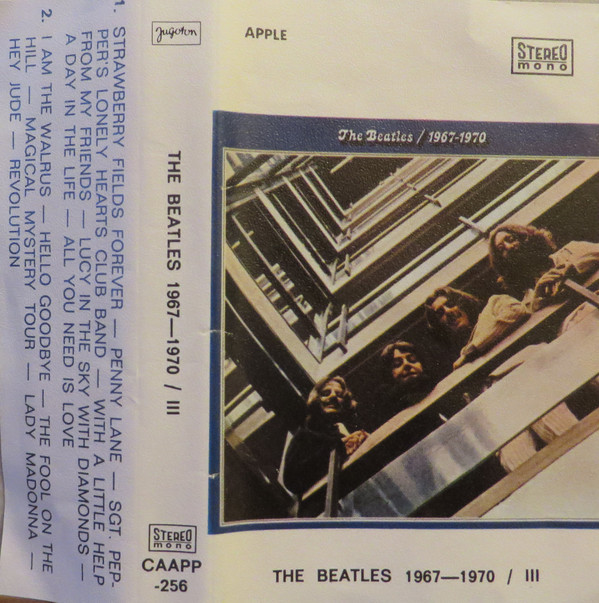 1. STRAWBERRY FIELDS FOREVER — PENNY LANE — SGT. PEP-
PER'S LONELY HEARTS CLUB BAND — WITH A LITTLE HELP
FROM MY FRIENDS — LUCY IN THE SKY WITH DIAMONDS —
A DAY IN THE LIFE — ALL YOU NEED IS LOVE
2. I AM THE WALRUS — HELLO GOODBYE — THE FOOL ON THE
HILL — MAGICAL MYSTERY TOUR — LADY MADONNA —
HEY JUDE — REVOLUTION
Jugoton
THE BEATLES 1967—1970 / III
STEREO
mono
CAAPP
-256
APPLE
STEREO
mono
The Beatles / 1967-1970
THE BEATLES 1967—1970 / III